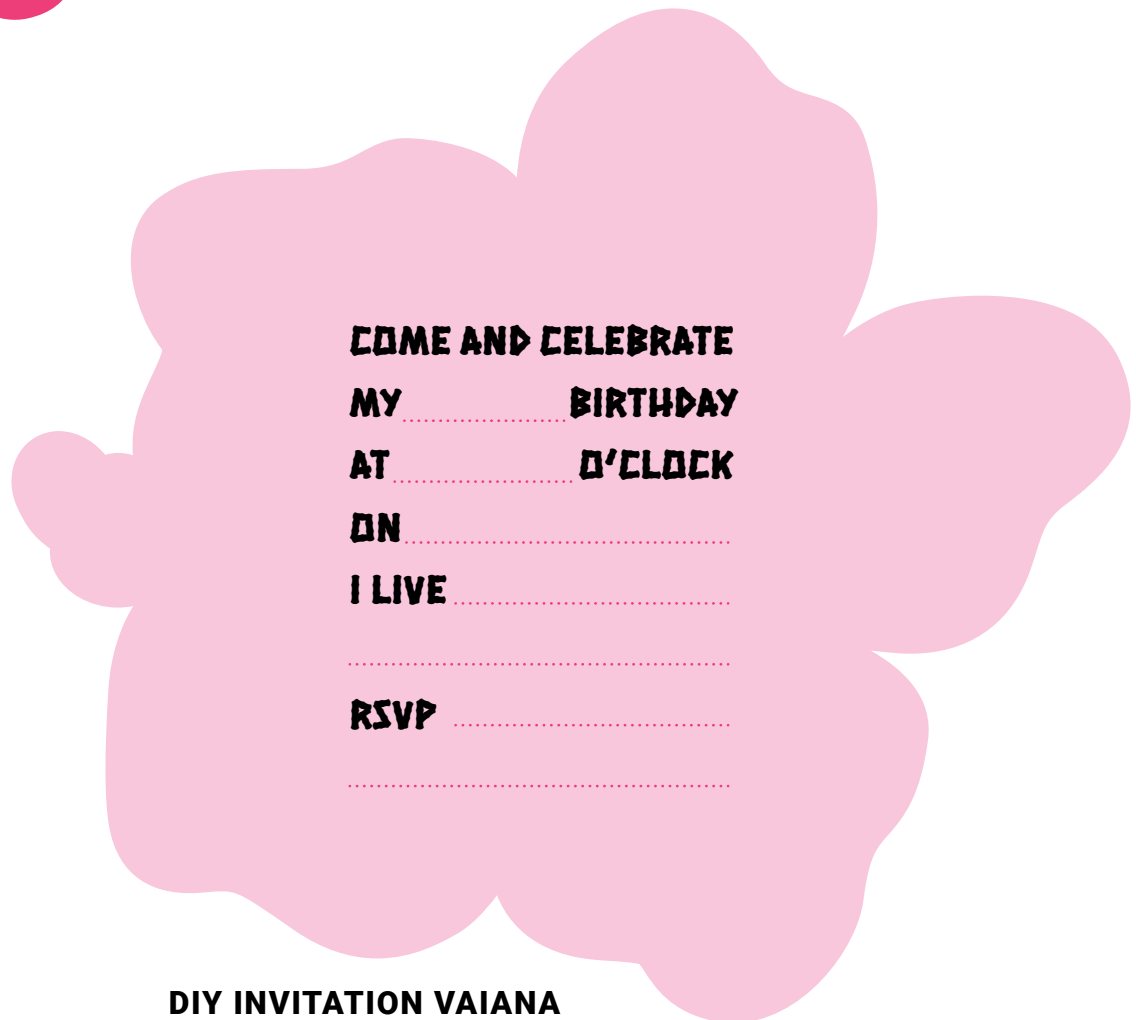 COME AND CELEBRATE
MY ...................... BIRTHDAY
AT ........................ O'CLOCK
ON ............................................
I LIVE .....................................
....................................................
RSVP .....................................
....................................................
DIY INVITATION VAIANA